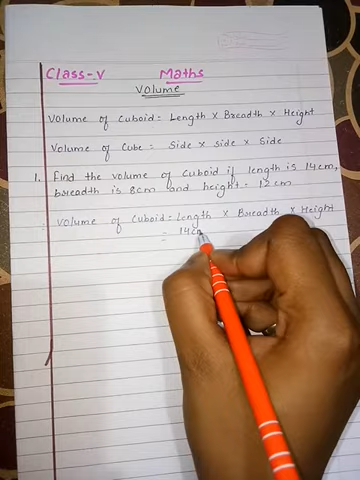 Class-V Maths
Volume
Volume of Cuboid = Length × Breadth × Height
Volume of Cube = Side × Side × Side
1. Find the volume of Cuboid if length is 14cm,
breadth is 8cm and height = 12cm
Volume of Cuboid = Length × Breadth × Height
= 14cm